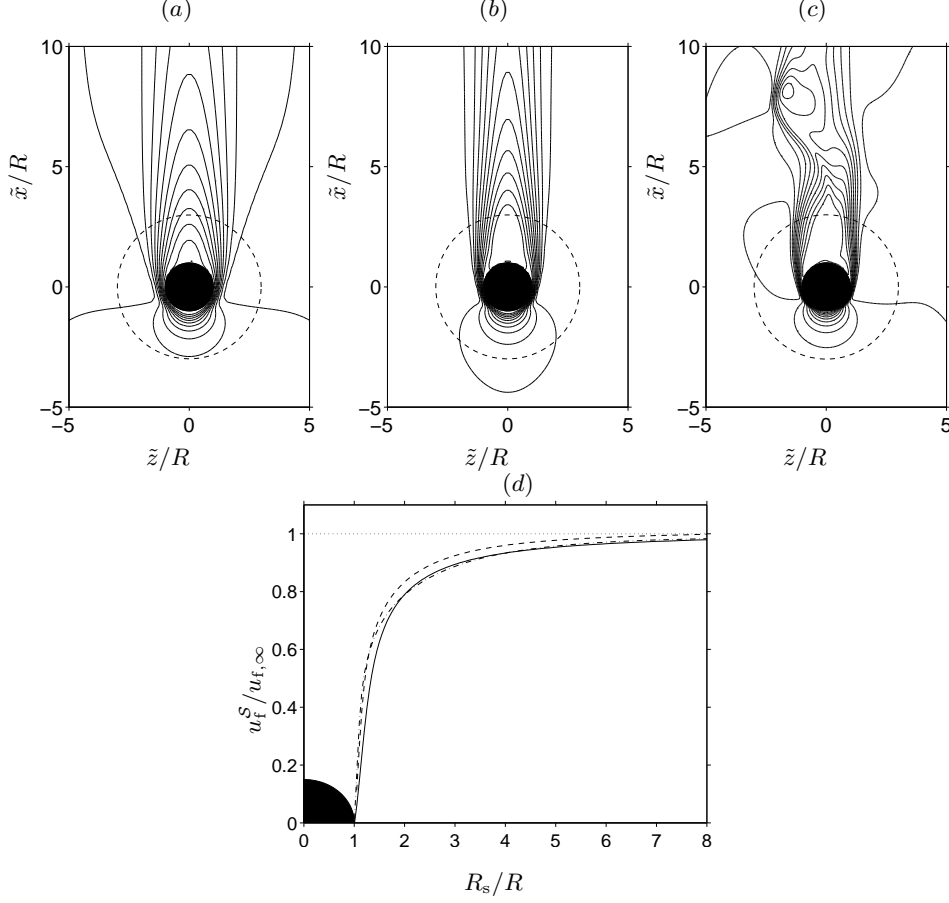 (a) (b) (c)
10 10 10
5 5 5
0 0 0
−5 −5 −5
x̃/R x̃/R x̃/R
−5 0 5 −5 0 5 −5 0 5
z̃/R z̃/R z̃/R
(d)
1
0.8
0.6
0.4
0.2
0
u_f^𝒮/u_{f,∞}
0 1 2 3 4 5 6 7 8
R_s/R